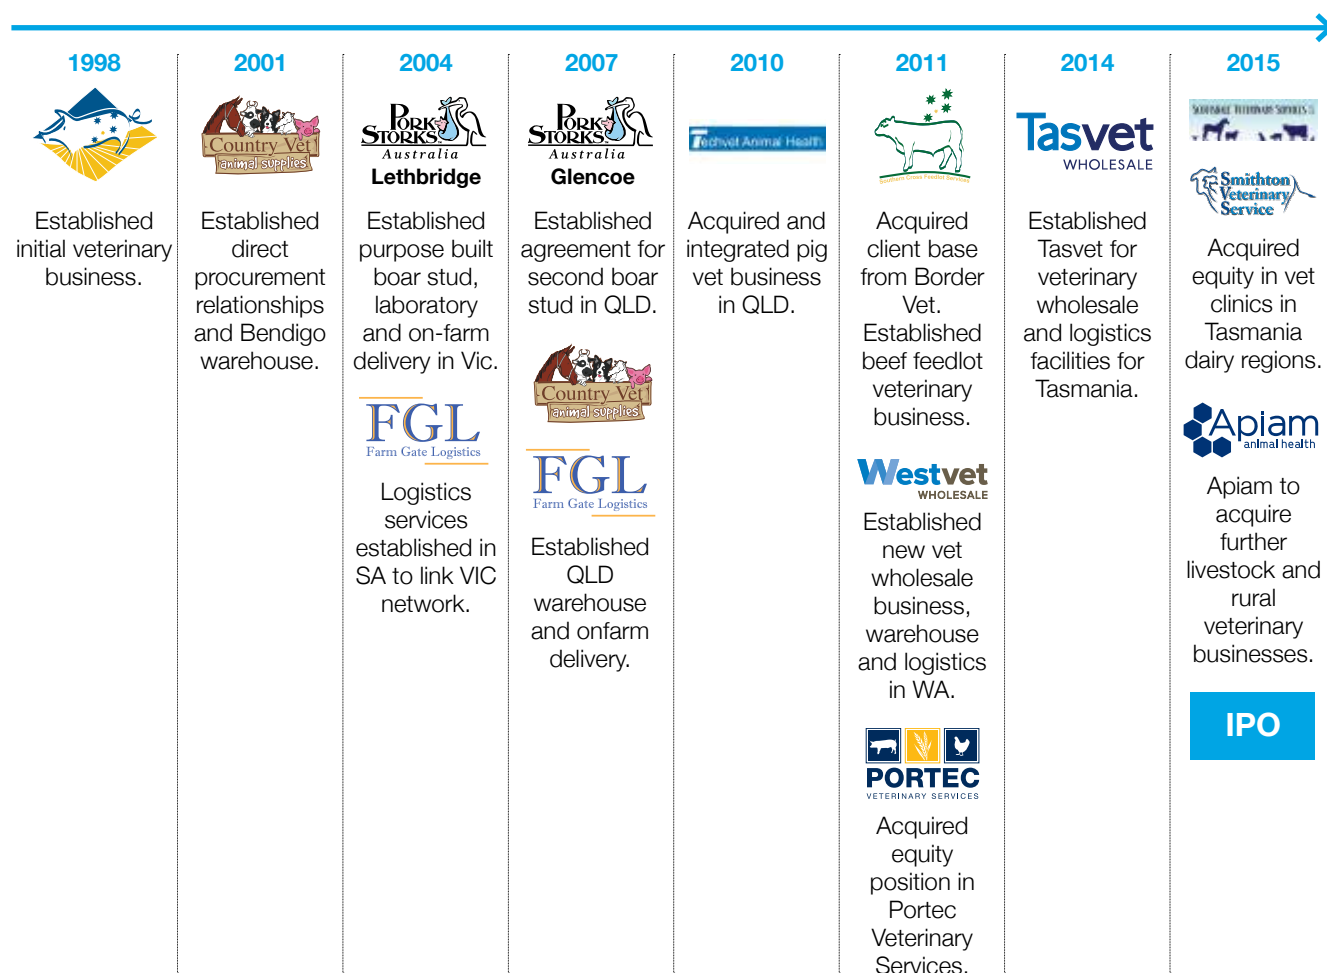 1998
Established
initial veterinary
business.
2001
Country Vet
animal supplies
Established
direct
procurement
relationships
and Bendigo
warehouse.
2004
PORK
STORKS
Australia
Lethbridge
Established
purpose built
boar stud,
laboratory
and on-farm
delivery in Vic.
FGL
Farm Gate Logistics
Logistics
services
established in
SA to link VIC
network.
2007
PORK
STORKS
Australia
Glencoe
Established
agreement for
second boar
stud in QLD.
Country Vet
animal supplies
FGL
Farm Gate Logistics
Established
QLD
warehouse
and onfarm
delivery.
2010
Techvet Animal Health
Acquired and
integrated pig
vet business
in QLD.
2011
Southern Cross Feedlot Services
Acquired
client base
from Border
Vet.
Established
beef feedlot
veterinary
business.
Westvet
WHOLESALE
Established
new vet
wholesale
business,
warehouse
and logistics
in WA.
PORTEC
VETERINARY SERVICES
Acquired
equity
position in
Portec
Veterinary
Services.
2014
Tasvet
WHOLESALE
Established
Tasvet for
veterinary
wholesale
and logistics
facilities for
Tasmania.
2015
VETERINARY SERVICES
Smithton
Veterinary
Service
Acquired
equity in vet
clinics in
Tasmania
dairy regions.
Apiam
animal health
Apiam to
acquire
further
livestock and
rural
veterinary
businesses.
IPO